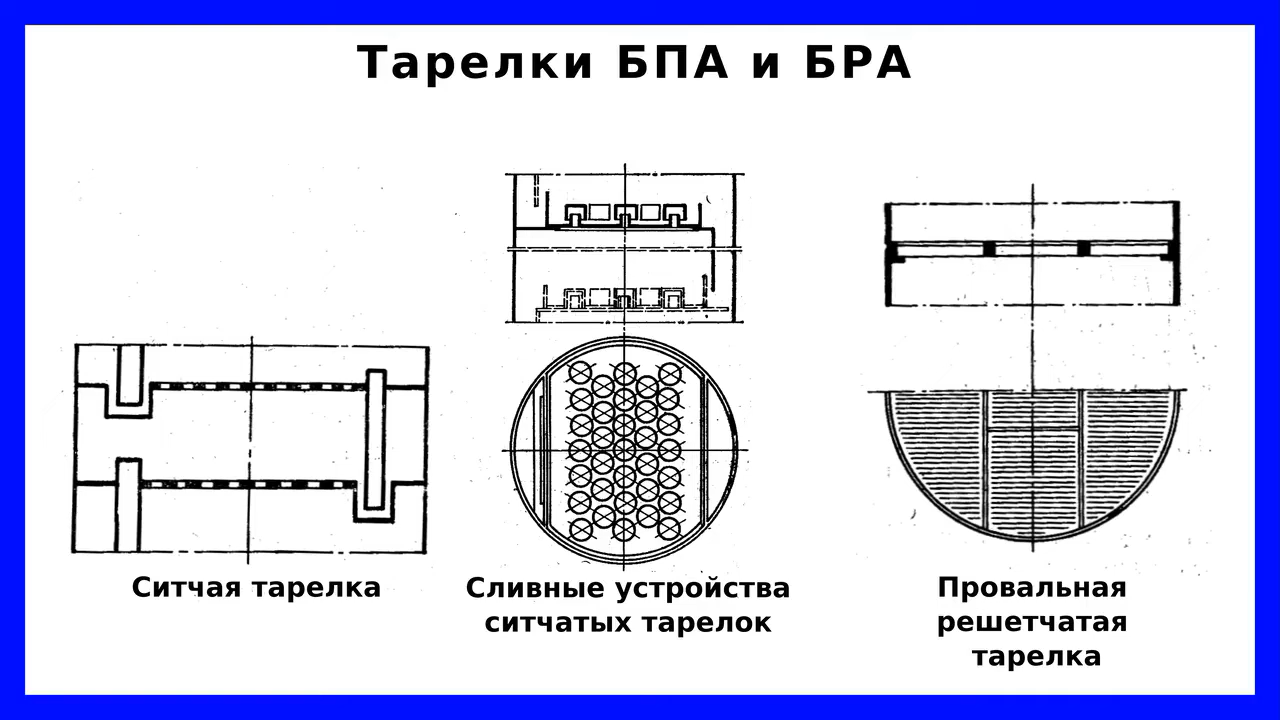 Тарелки БПА и БРА
Ситчая тарелка
Сливные устройства
ситчатых тарелок
Провальная
решетчатая
тарелка